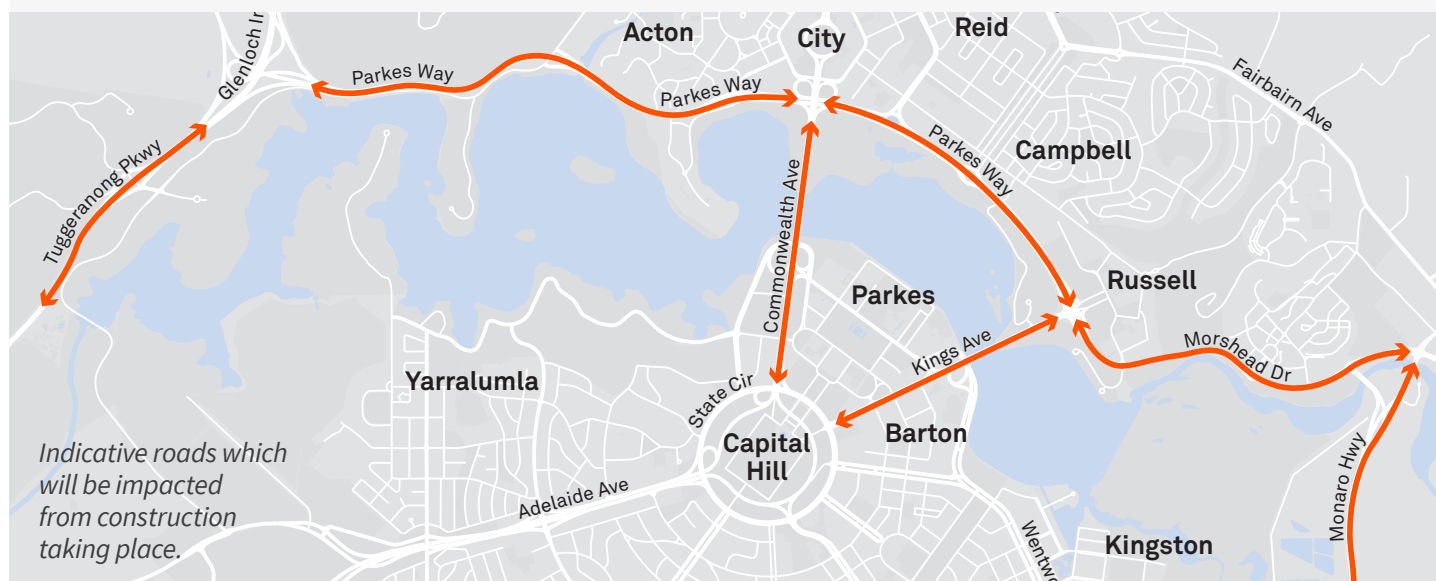 Acton
City
Reid
Glenloch In
Parkes Way
Parkes Way
Fairbairn Ave
Tuggeranong Pkwy
Parkes Way
Campbell
Commonwealth Ave
Russell
Parkes
Kings Ave
Morshead Dr
Yarralumla
State Cir
Capital
Hill
Barton
Indicative roads which
will be impacted
from construction
taking place.
Adelaide Ave
Monaro Hwy
Wentwo
Kingston